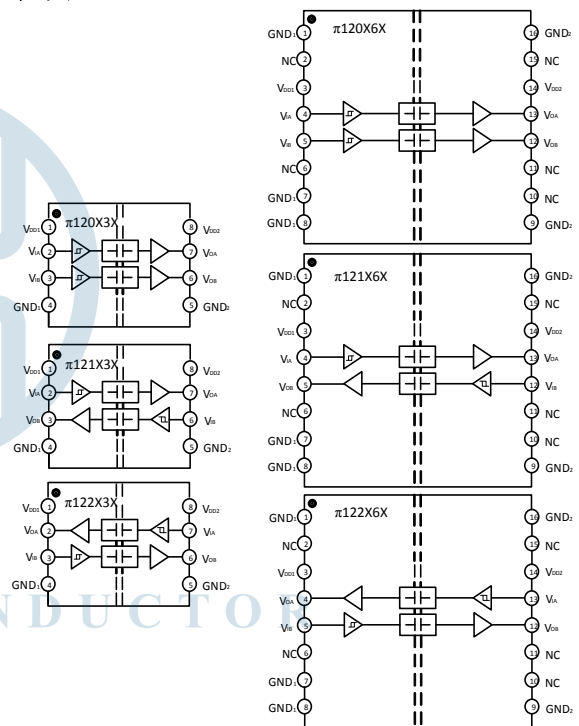 π120X6X
GND₁ 1 16 GND₂
NC 2 15 NC
VDD1 3 14 VDD2
VIA 4 13 VOA
VIB 5 12 VOB
NC 6 11 NC
GND₁ 7 10 NC
GND₁ 8 9 GND₂
π120X3X
VDD1 1 8 VDD2
VIA 2 7 VOA
VIB 3 6 VOB
GND₁ 4 5 GND₂
π121X6X
GND₁ 1 16 GND₂
NC 2 15 NC
VDD1 3 14 VDD2
VIA 4 13 VOA
VOB 5 12 VIB
NC 6 11 NC
GND₁ 7 10 NC
GND₁ 8 9 GND₂
π121X3X
VDD1 1 8 VDD2
VIA 2 7 VOA
VOB 3 6 VIB
GND₁ 4 5 GND₂
π122X3X
VDD1 1 8 VDD2
VOA 2 7 VIA
VIB 3 6 VOB
GND₁ 4 5 GND₂
π122X6X
GND₁ 1 16 GND₂
NC 2 15 NC
VDD1 3 14 VDD2
VOA 4 13 VIA
VIB 5 12 VOB
NC 6 11 NC
GND₁ 7 10 NC
GND₁ 8 9 GND₂
NDUCTOR